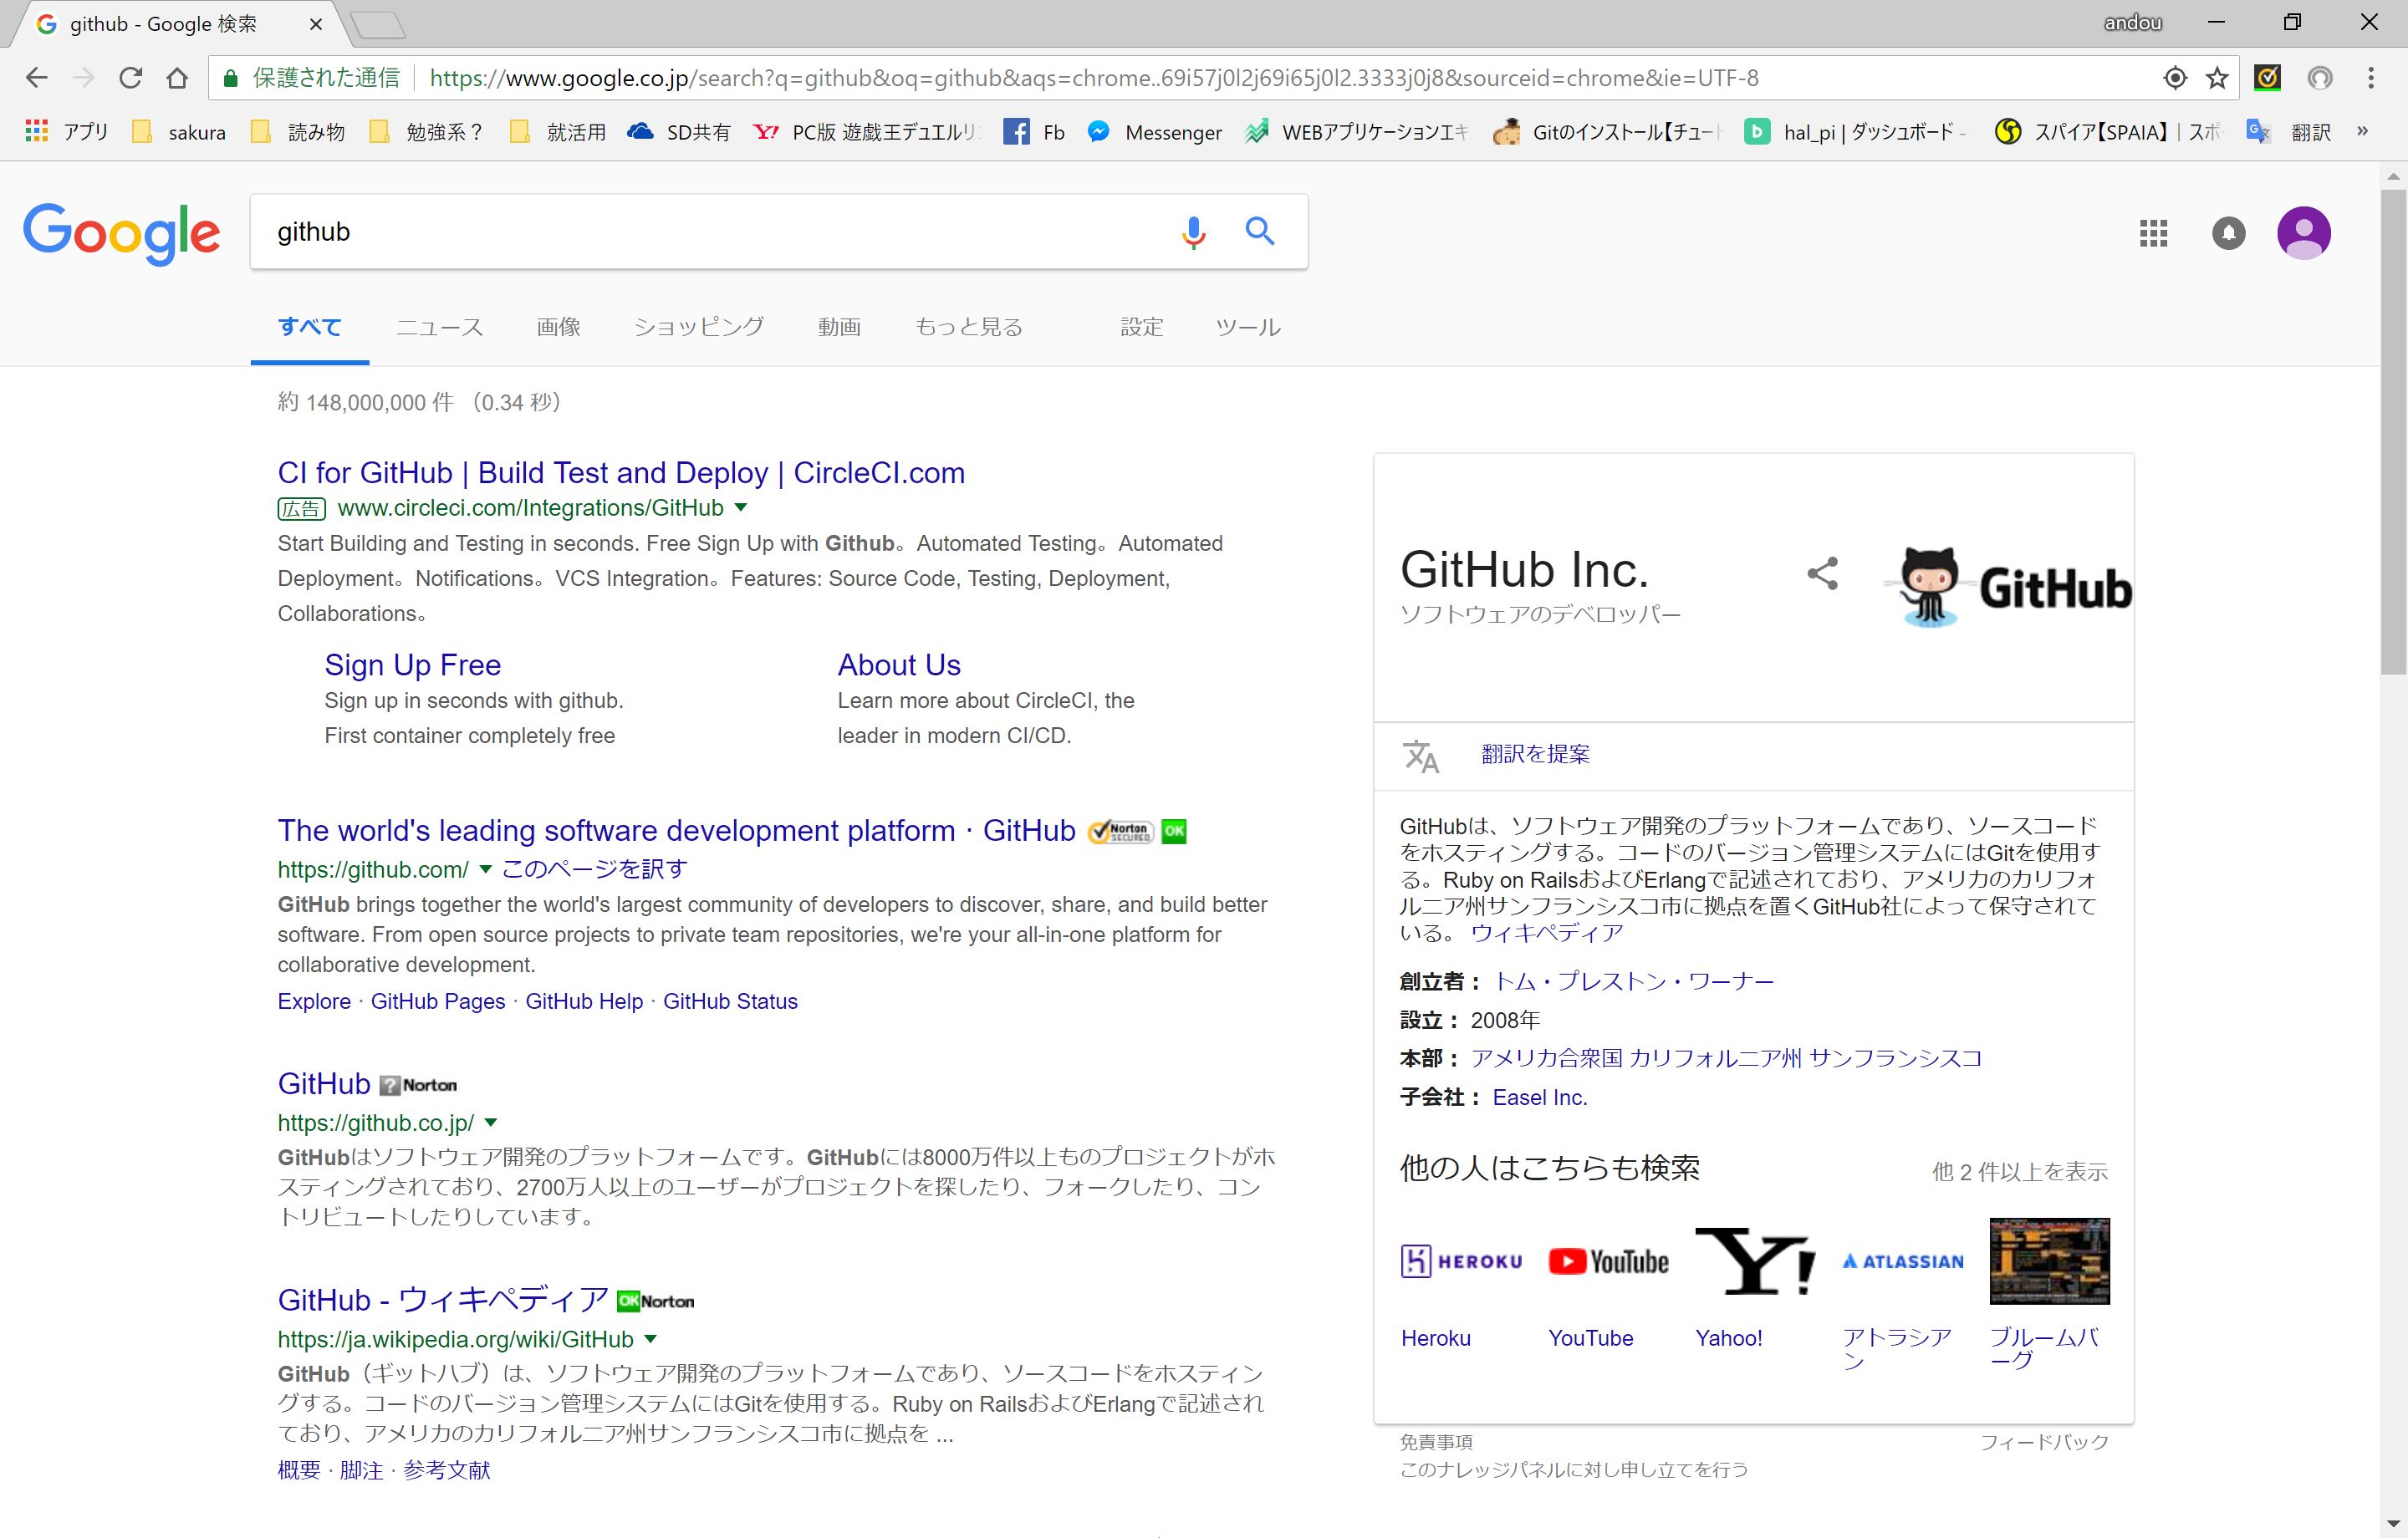 github - Google 検索
andou
保護された通信
https://www.google.co.jp/search?q=github&oq=github&aqs=chrome..69i57j0l2j69i65j0l2.3333j0j8&sourceid=chrome&ie=UTF-8
アプリ sakura 読み物 勉強系？ 就活用 SD共有 PC版 遊戯王デュエルリ Fb Messenger WEBアプリケーションエキ Gitのインストール【チュート hal_pi | ダッシュボード - スパイア【SPAIA】 | スポ 翻訳 »
Google
github
すべて ニュース 画像 ショッピング 動画 もっと見る 設定 ツール
約 148,000,000 件 （0.34 秒）
CI for GitHub | Build Test and Deploy | CircleCI.com
広告 www.circleci.com/Integrations/GitHub
Start Building and Testing in seconds. Free Sign Up with Github。Automated Testing。Automated
Deployment。Notifications。VCS Integration。Features: Source Code, Testing, Deployment,
Collaborations。
Sign Up Free
Sign up in seconds with github.
First container completely free
About Us
Learn more about CircleCI, the
leader in modern CI/CD.
The world's leading software development platform · GitHub Norton SECURED OK
https://github.com/ このページを訳す
GitHub brings together the world's largest community of developers to discover, share, and build better
software. From open source projects to private team repositories, we're your all-in-one platform for
collaborative development.
Explore · GitHub Pages · GitHub Help · GitHub Status
GitHub ? Norton
https://github.co.jp/
GitHubはソフトウェア開発のプラットフォームです。GitHubには8000万件以上ものプロジェクトがホ
スティングされており、2700万人以上のユーザーがプロジェクトを探したり、フォークしたり、コン
トリビュートしたりしています。
GitHub - ウィキペディア OK Norton
https://ja.wikipedia.org/wiki/GitHub
GitHub（ギットハブ）は、ソフトウェア開発のプラットフォームであり、ソースコードをホスティン
グする。コードのバージョン管理システムにはGitを使用する。Ruby on RailsおよびErlangで記述され
ており、アメリカのカリフォルニア州サンフランシスコ市に拠点を ...
概要 · 脚注 · 参考文献
GitHub Inc.
ソフトウェアのデベロッパー
GitHub
翻訳を提案
GitHubは、ソフトウェア開発のプラットフォームであり、ソースコード
をホスティングする。コードのバージョン管理システムにはGitを使用す
る。Ruby on RailsおよびErlangで記述されており、アメリカのカリフォ
ルニア州サンフランシスコ市に拠点を置くGitHub社によって保守されて
いる。 ウィキペディア
創立者： トム・プレストン・ワーナー
設立： 2008年
本部： アメリカ合衆国 カリフォルニア州 サンフランシスコ
子会社： Easel Inc.
他の人はこちらも検索 他 2 件以上を表示
HEROKU YouTube Y! ATLASSIAN
Heroku YouTube Yahoo! アトラシア ブルームバ
ン ーグ
免責事項 フィードバック
このナレッジパネルに対し申し立てを行う